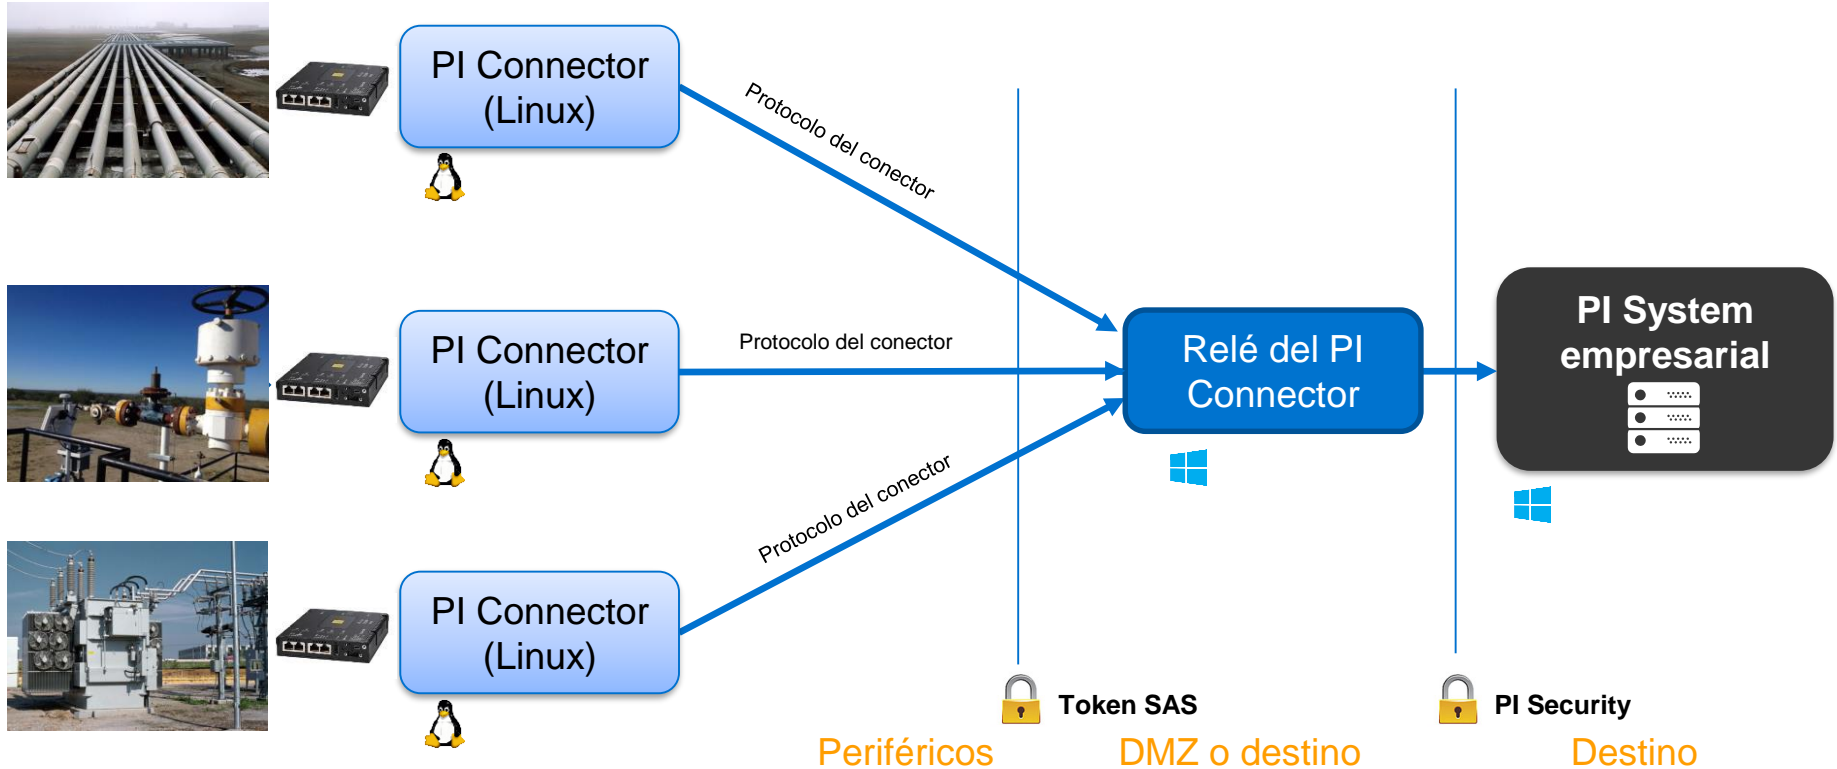 PI Connector
(Linux)
Protocolo del conector
PI Connector
(Linux)
Protocolo del conector
Relé del PI
Connector
PI System
empresarial
Protocolo del conector
PI Connector
(Linux)
Token SAS
PI Security
Periféricos
DMZ o destino
Destino